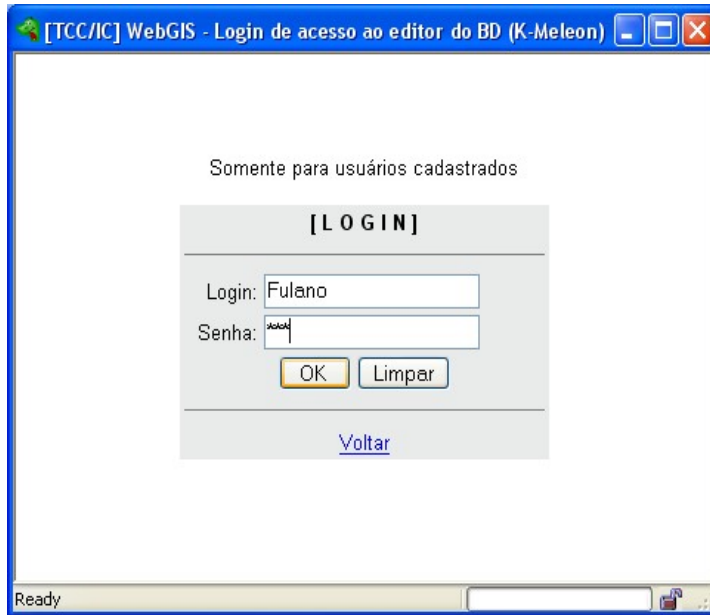 [TCC/IC] WebGIS - Login de acesso ao editor do BD (K-Meleon)
Somente para usuários cadastrados
[ L O G I N ]
Login: Fulano
Senha: ****
OK Limpar
Voltar
Ready